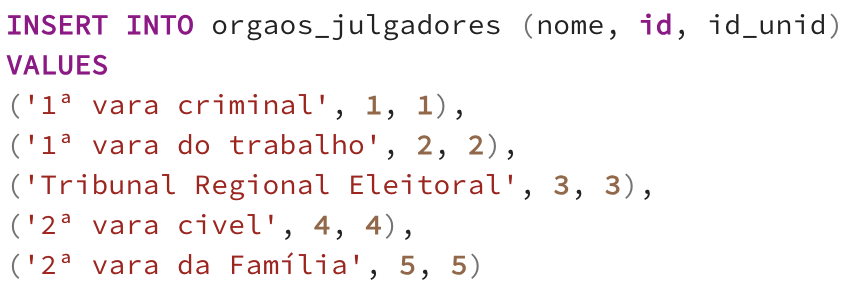 INSERT INTO orgaos_julgadores (nome, id, id_unid)
VALUES
('1ª vara criminal', 1, 1),
('1ª vara do trabalho', 2, 2),
('Tribunal Regional Eleitoral', 3, 3),
('2ª vara civel', 4, 4),
('2ª vara da Família', 5, 5)